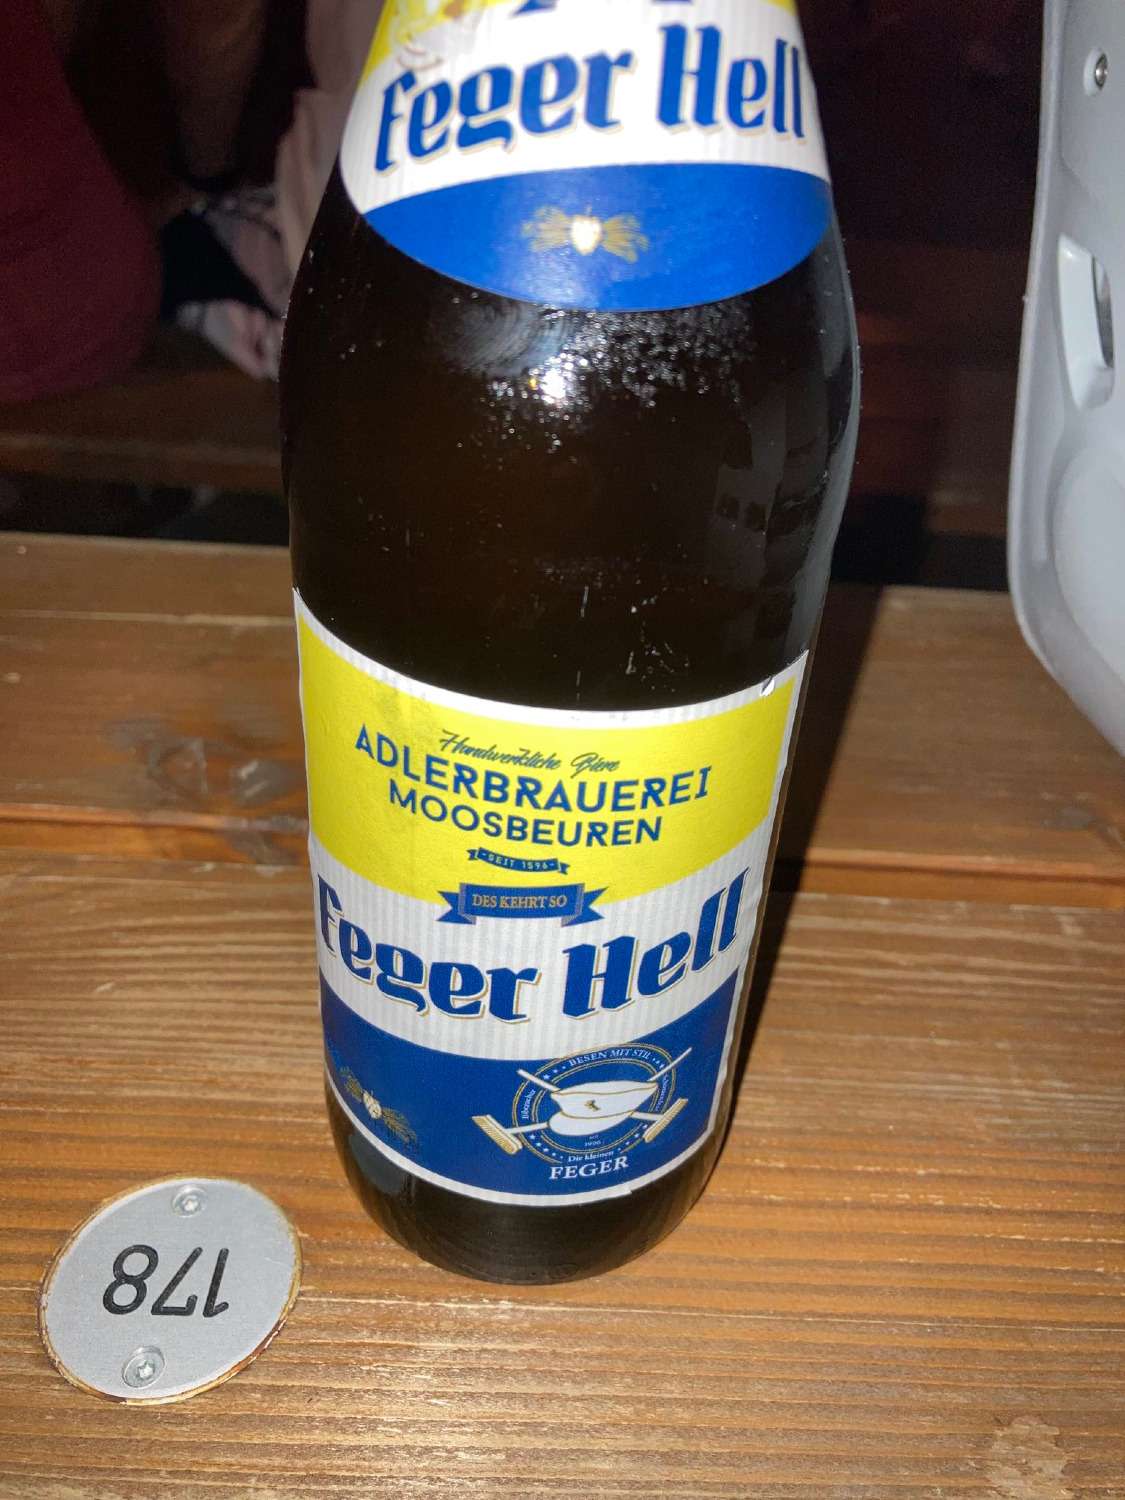 Feger Hell
Handwerkliche Biere
ADLERBRAUEREI
MOOSBEUREN
-SEIT 1596-
DES KEHRT SO
Feger Hell
BESEN MIT STIL
seit
Die kleinen
FEGER
178